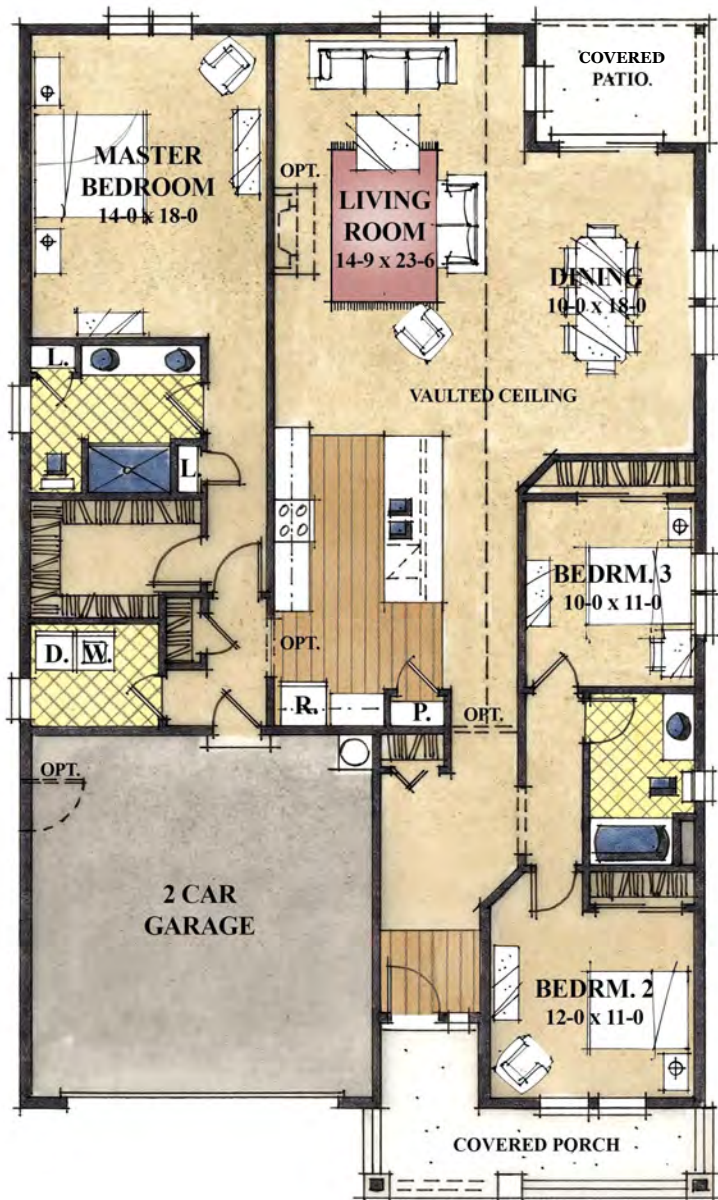 COVERED
PATIO
MASTER
BEDROOM
14-0 x 18-0
OPT.
LIVING
ROOM
14-9 x 23-6
DINING
10-0 x 18-0
L.
VAULTED CEILING
L.
BEDRM. 3
10-0 x 11-0
D. W.
OPT.
R.
P.
OPT.
OPT.
2 CAR
GARAGE
BEDRM. 2
12-0 x 11-0
COVERED PORCH